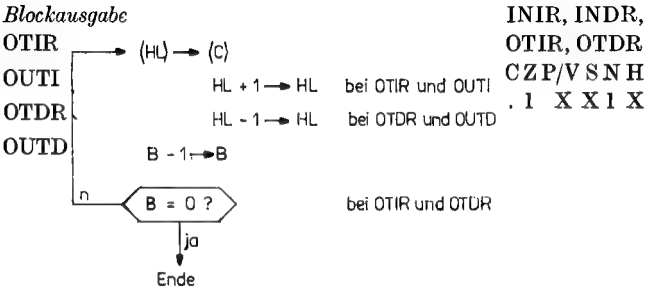 Blockausgabe
OTIR
OUTI
OTDR
OUTD
(HL) → (C)
HL + 1 → HL bei OTIR und OUTI
HL - 1 → HL bei OTDR und OUTD
B - 1 → B
n
B = 0 ? bei OTIR und OTDR
ja
Ende
INIR, INDR,
OTIR, OTDR
C Z P/V S N H
. 1 X X 1 X